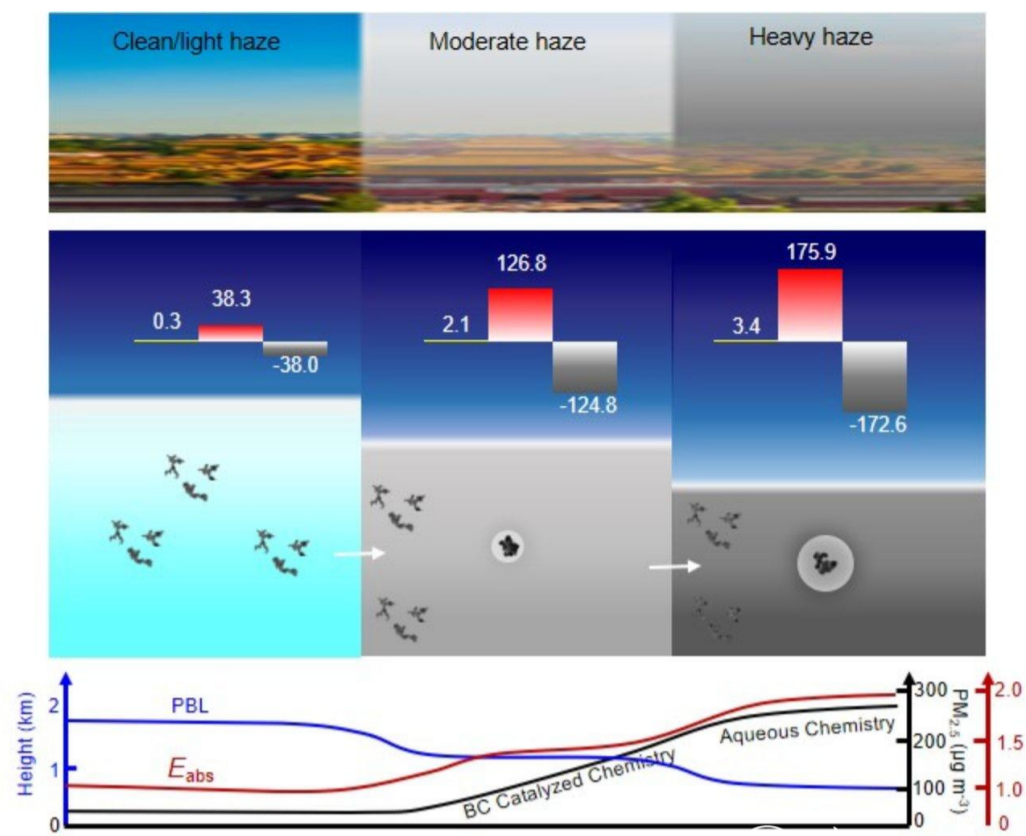 Clean/light haze
Moderate haze
Heavy haze
0.3
38.3
-38.0
2.1
126.8
-124.8
3.4
175.9
-172.6
Height (km)
2
1
0
PBL
Eabs
BC Catalyzed Chemistry
Aqueous Chemistry
300
200
100
0
PM2.5 (μg m-3)
2.0
1.5
1.0
0